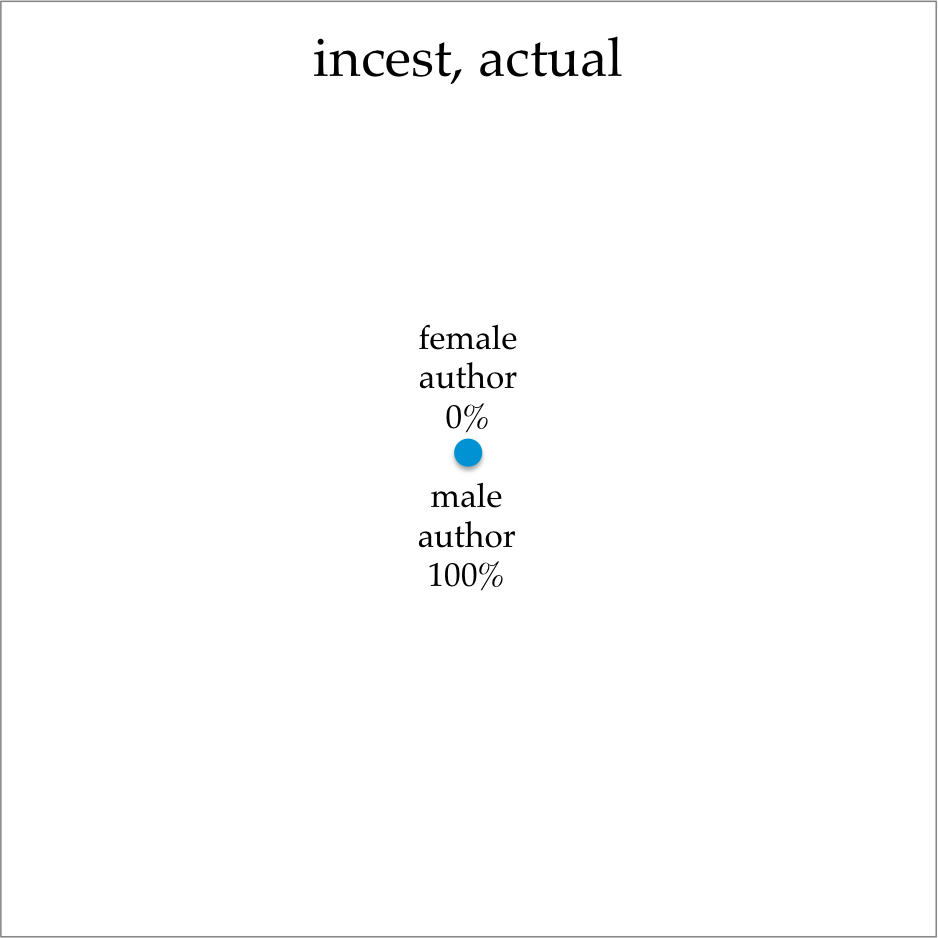 incest, actual
female
author
0%
male
author
100%